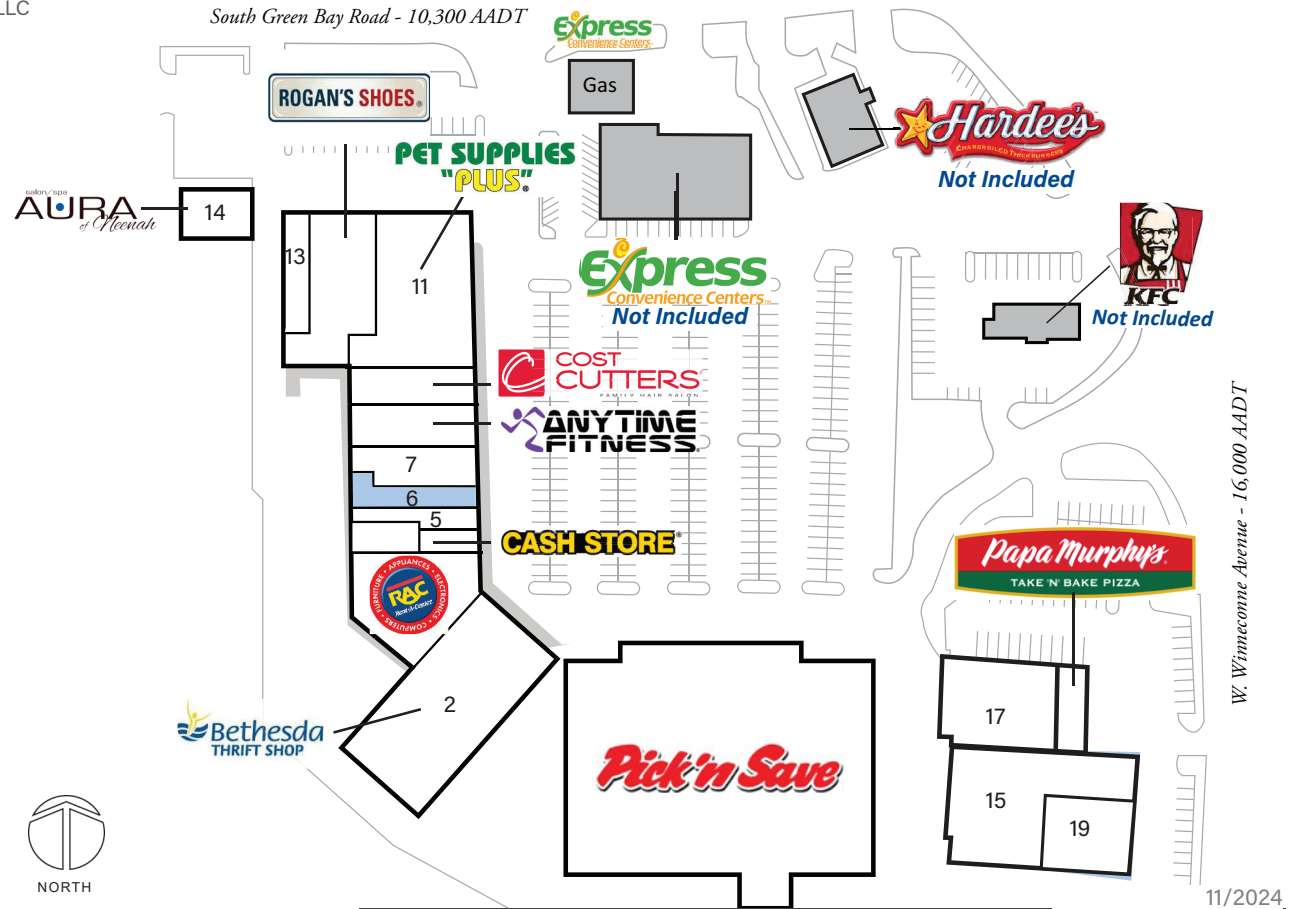 LLC
South Green Bay Road - 10,300 AADT
Express
Convenience Centers
Gas
ROGAN'S SHOES®
Hardee's
CHARBROILED THICKBURGERS
Not Included
PET SUPPLIES
"PLUS"®
salon/spa
AURA
of Neenah
14
13
11
Express
Convenience Centers™
Not Included
KFC
Not Included
COST
CUTTERS®
FAMILY HAIR SALON
ANYTIME
FITNESS®
7
6
5
CASH STORE®
W. Winneconne Avenue - 16,000 AADT
Papa Murphy's
TAKE 'N' BAKE PIZZA
FURNITURE • APPLIANCES • ELECTRONICS • COMPUTERS •
RAC
Rent-A-Center
2
Bethesda
THRIFT SHOP
Pick'n Save
17
15
19
NORTH
11/2024